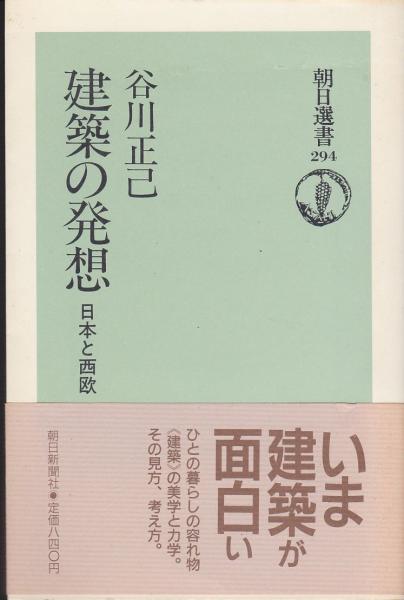 朝日選書
294
谷川正己
建築の発想
日本と西欧
いま
建築が
面白い
ひとの暮らしの容れ物
〈建築〉の美学と力学。
その見方、考え方。
朝日新聞社●定価八四〇円